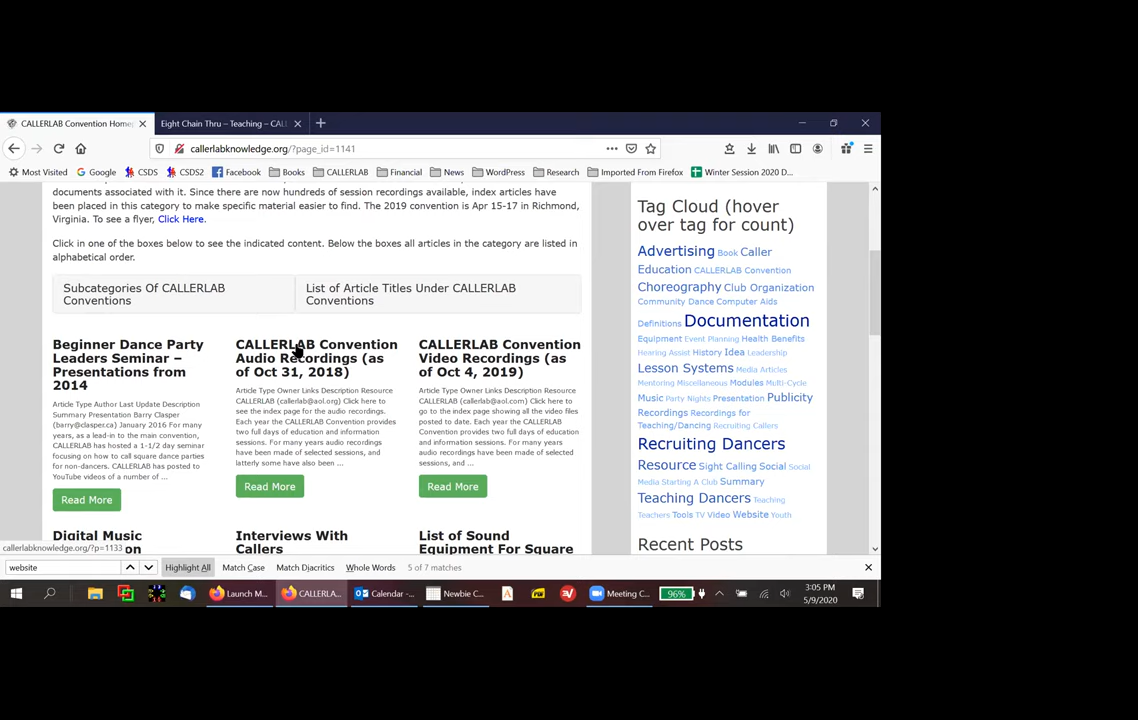 CALLERLAB Convention Home
Eight Chain Thru – Teaching – CAL
callerlabknowledge.org/?page_id=1141
Most Visited Google CSDS CSDS2 Facebook Books CALLERLAB Financial News WordPress Research Imported From Firefox Winter Session 2020 D...
documents associated with it. Since there are now hundreds of session recordings available, index articles have
been placed in this category to make specific material easier to find. The 2019 convention is Apr 15-17 in Richmond,
Virginia. To see a flyer, Click Here.
Click in one of the boxes below to see the indicated content. Below the boxes all articles in the category are listed in
alphabetical order.
Subcategories Of CALLERLAB
Conventions
List of Article Titles Under CALLERLAB
Conventions
Beginner Dance Party
Leaders Seminar –
Presentations from
2014
Article Type Author Last Update Description
Summary Presentation Barry Clasper
(barry@clasper.ca) January 2016 For many
years, as a lead-in to the main convention,
CALLERLAB has hosted a 1-1/2 day seminar
focusing on how to call square dance parties
for non-dancers. CALLERLAB has posted to
YouTube videos of a number of ...
Read More
CALLERLAB Convention
Audio Recordings (as
of Oct 31, 2018)
Article Type Owner Links Description Resource
CALLERLAB (callerlab@aol.org) Click here to
see the index page for the audio recordings.
Each year the CALLERLAB Convention provides
two full days of education and information
sessions. For many years audio recordings
have been made of selected sessions, and
latterly some have also been ...
Read More
CALLERLAB Convention
Video Recordings (as
of Oct 4, 2019)
Article Type Owner Links Description Resource
CALLERLAB (callerlab@aol.com) Click here to
go to the index page showing all the video files
posted to date. Each year the CALLERLAB
Convention provides two full days of education
and information sessions. For many years
audio recordings have been made of selected
sessions, and ...
Read More
Digital Music
on
Interviews With
Callers
List of Sound
Equipment For Square
Tag Cloud (hover
over tag for count)
Advertising Book Caller
Education CALLERLAB Convention
Choreography Club Organization
Community Dance Computer Aids
Definitions Documentation
Equipment Event Planning Health Benefits
Hearing Assist History Idea Leadership
Lesson Systems Media Articles
Mentoring Miscellaneous Modules Multi-Cycle
Music Party Nights Presentation Publicity
Recordings Recordings for
Teaching/Dancing Recruiting Callers
Recruiting Dancers
Resource Sight Calling Social Social
Media Starting A Club Summary
Teaching Dancers Teaching
Teachers Tools TV Video Website Youth
Recent Posts
callerlabknowledge.org/?p=1133
website Highlight All Match Case Match Diacritics Whole Words 5 of 7 matches
Launch M... CALLERLA... Calendar -... Newbie C... Meeting C... 96%
3:05 PM
5/9/2020